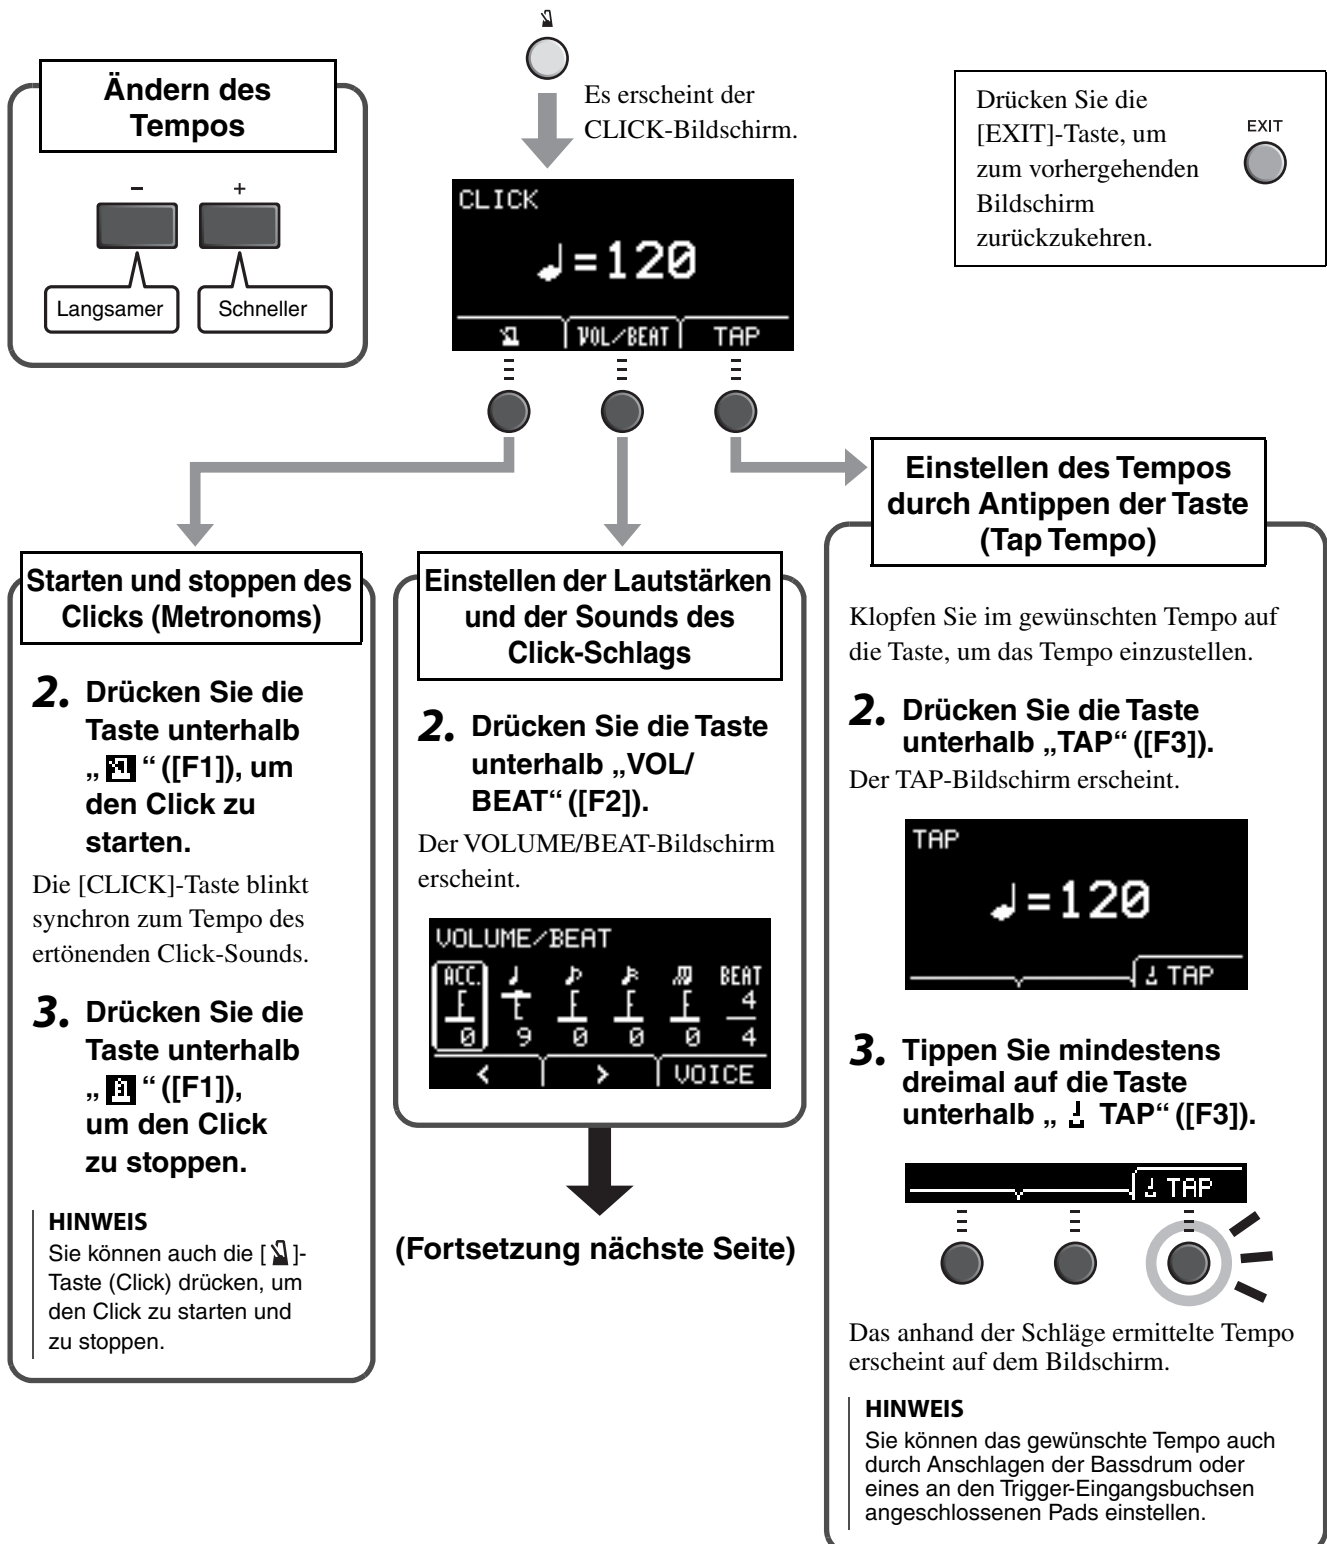 Ändern des
Tempos
– +
Langsamer
Schneller
Es erscheint der
CLICK-Bildschirm.
CLICK
♩=120
VOL/BEAT
TAP
Drücken Sie die
[EXIT]-Taste, um
zum vorhergehenden
Bildschirm
zurückzukehren.
EXIT
Starten und stoppen des
Clicks (Metronoms)
2. Drücken Sie die
Taste unterhalb
„ “ ([F1]), um
den Click zu
starten.
Die [CLICK]-Taste blinkt
synchron zum Tempo des
ertönenden Click-Sounds.
3. Drücken Sie die
Taste unterhalb
„ “ ([F1]),
um den Click
zu stoppen.
HINWEIS
Sie können auch die [ ]-
Taste (Click) drücken, um
den Click zu starten und
zu stoppen.
Einstellen der Lautstärken
und der Sounds des
Click-Schlags
2. Drücken Sie die Taste
unterhalb „VOL/
BEAT“ ([F2]).
Der VOLUME/BEAT-Bildschirm
erscheint.
VOLUME/BEAT
ACC. BEAT
4
0 9 0 0 0 4
< > VOICE
(Fortsetzung nächste Seite)
Einstellen des Tempos
durch Antippen der Taste
(Tap Tempo)
Klopfen Sie im gewünschten Tempo auf
die Taste, um das Tempo einzustellen.
2. Drücken Sie die Taste
unterhalb „TAP“ ([F3]).
Der TAP-Bildschirm erscheint.
TAP
♩=120
TAP
3. Tippen Sie mindestens
dreimal auf die Taste
unterhalb „ TAP“ ([F3]).
TAP
Das anhand der Schläge ermittelte Tempo
erscheint auf dem Bildschirm.
HINWEIS
Sie können das gewünschte Tempo auch
durch Anschlagen der Bassdrum oder
eines an den Trigger-Eingangsbuchsen
angeschlossenen Pads einstellen.